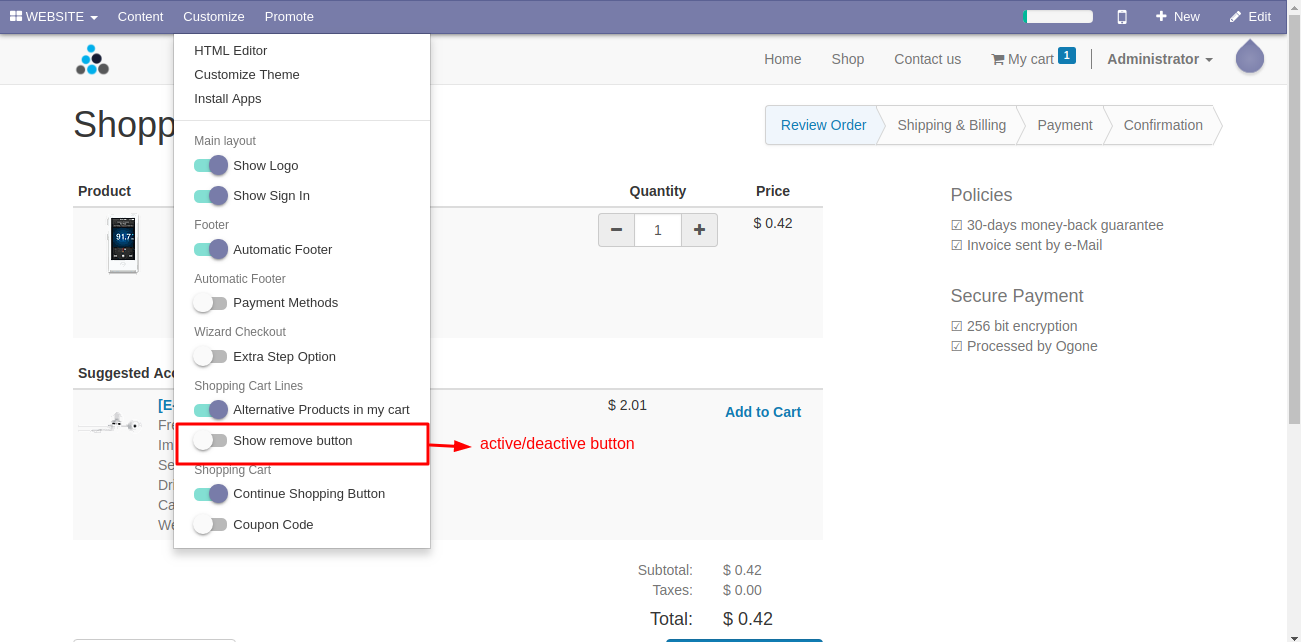 WEBSITE Content Customize Promote New Edit
HTML Editor
Customize Theme
Install Apps
Home Shop Contact us My cart 1 Administrator
Shopp
Review Order Shipping & Billing Payment Confirmation
Main layout
Show Logo
Show Sign In
Footer
Automatic Footer
Automatic Footer
Payment Methods
Wizard Checkout
Extra Step Option
Shopping Cart Lines
Alternative Products in my cart
Show remove button
Shopping Cart
Continue Shopping Button
Coupon Code
active/deactive button
Product Quantity Price
91.7
1 $ 0.42
Suggested Acc
[E-
Fre
Im
Se
Dri
Ca
We
$ 2.01 Add to Cart
Subtotal: $ 0.42
Taxes: $ 0.00
Total: $ 0.42
Policies
☑ 30-days money-back guarantee
☑ Invoice sent by e-Mail
Secure Payment
☑ 256 bit encryption
☑ Processed by Ogone